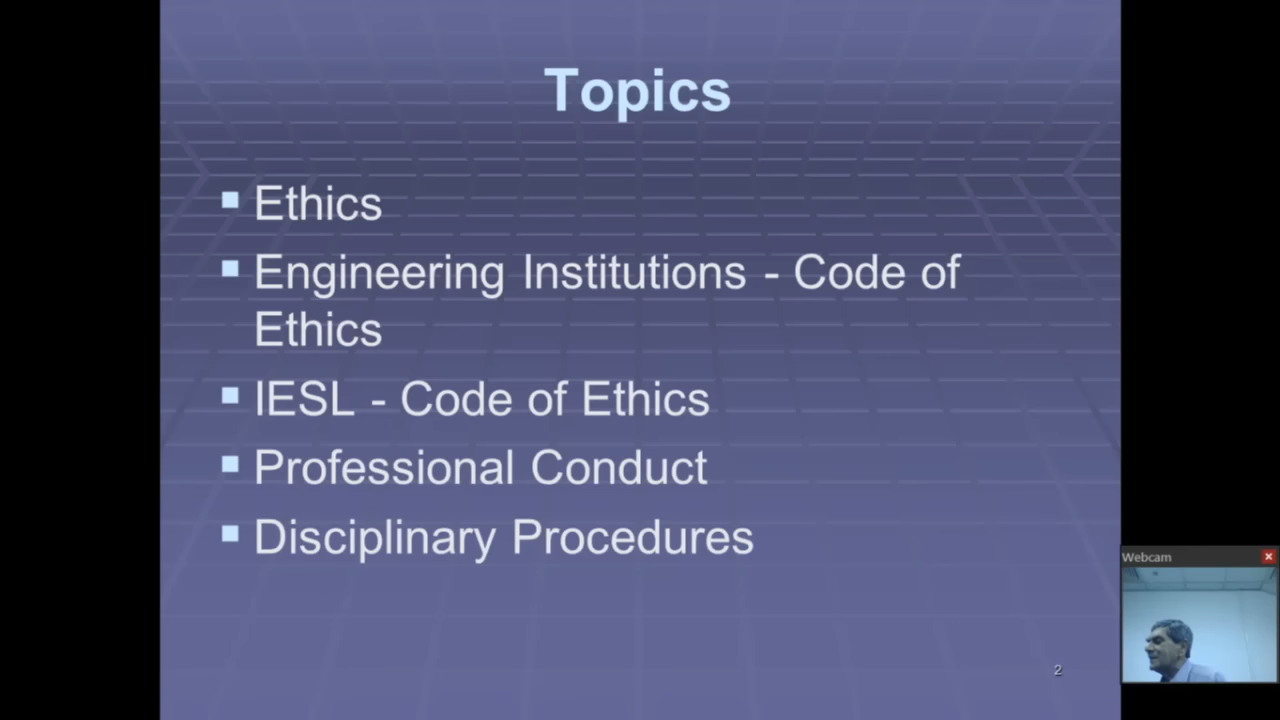 Topics
Ethics
Engineering Institutions - Code of
Ethics
IESL - Code of Ethics
Professional Conduct
Disciplinary Procedures
Webcam
2